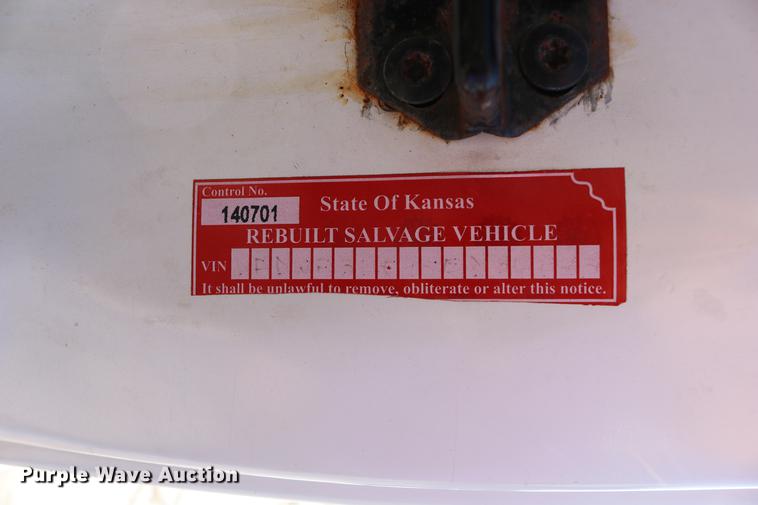 Control No.
140701
State Of Kansas
REBUILT SALVAGE VEHICLE
VIN
It shall be unlawful to remove, obliterate or alter this notice.
Purple Wave Auction